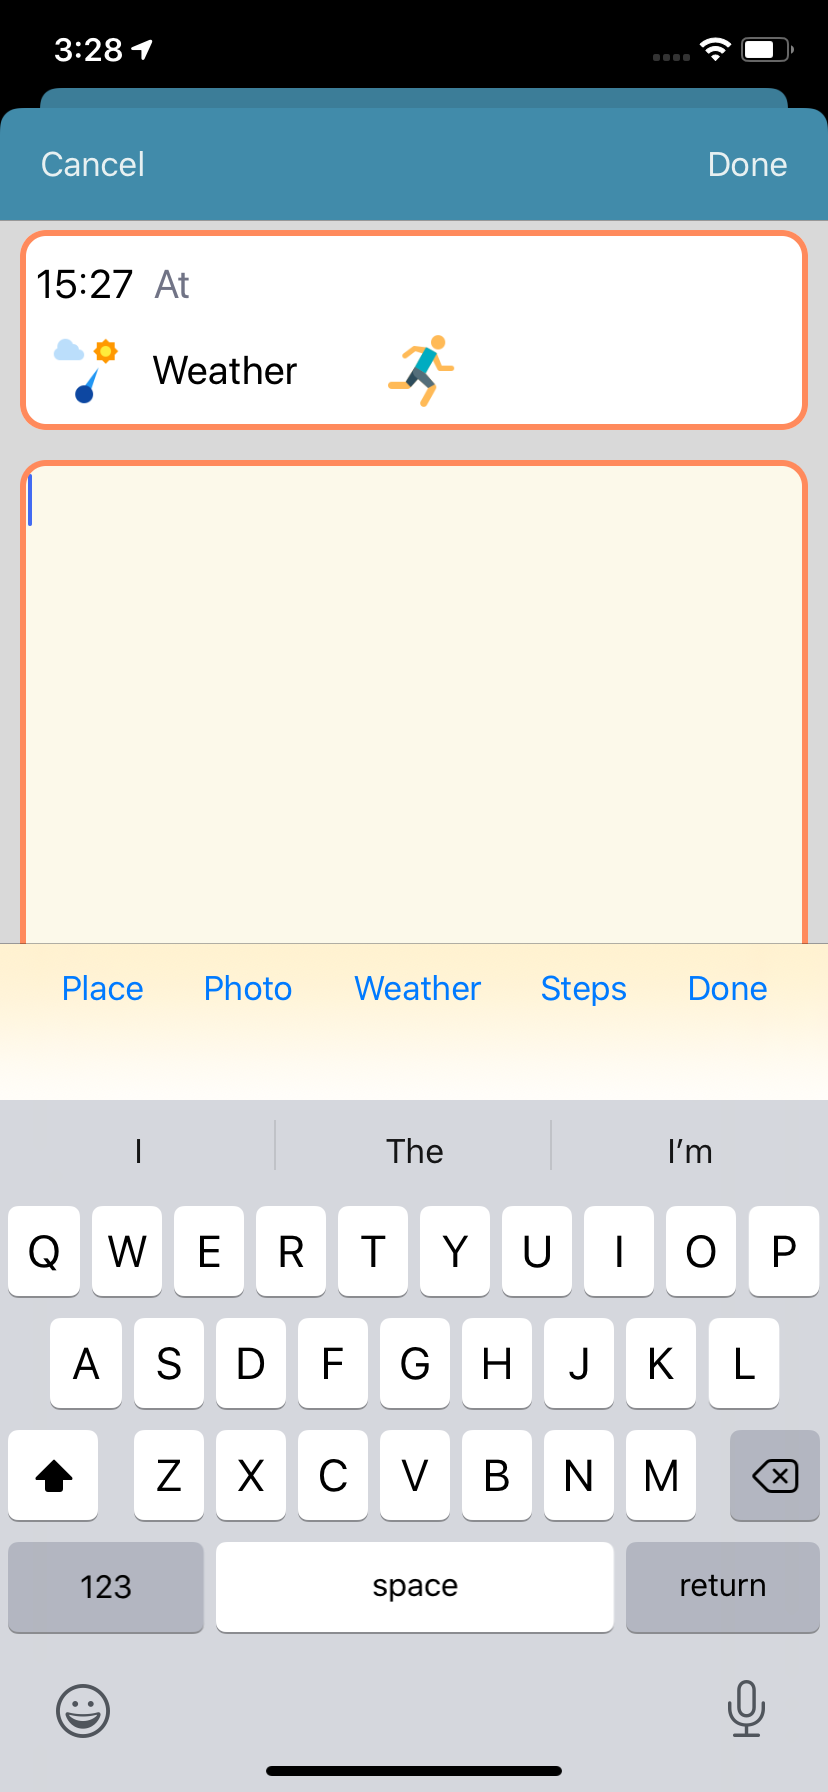 3:28
Cancel Done
15:27 At
Weather
Place Photo Weather Steps Done
I The I’m
Q W E R T Y U I O P
A S D F G H J K L
Z X C V B N M
123 space return